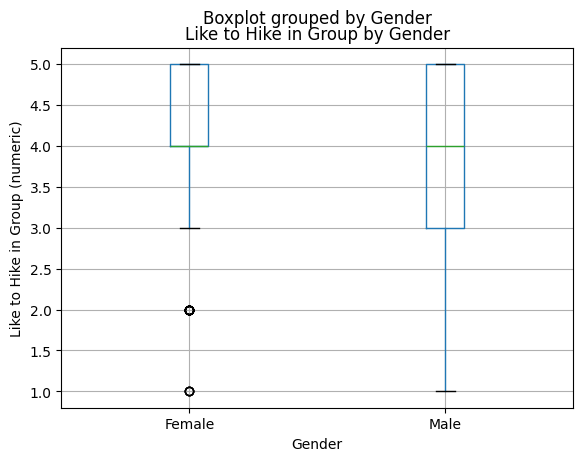 Boxplot grouped by Gender
Like to Hike in Group by Gender
Like to Hike in Group (numeric)
5.0
4.5
4.0
3.5
3.0
2.5
2.0
1.5
1.0
Female
Male
Gender